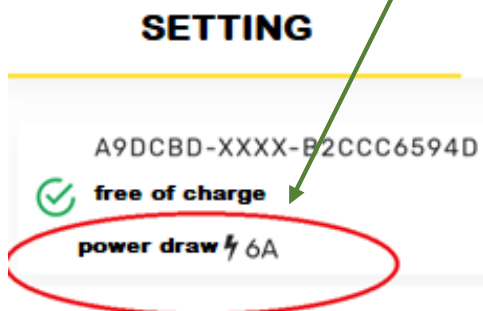 SETTING
A9DCBD-XXXX-B2CCC6594D
free of charge
power draw 6A